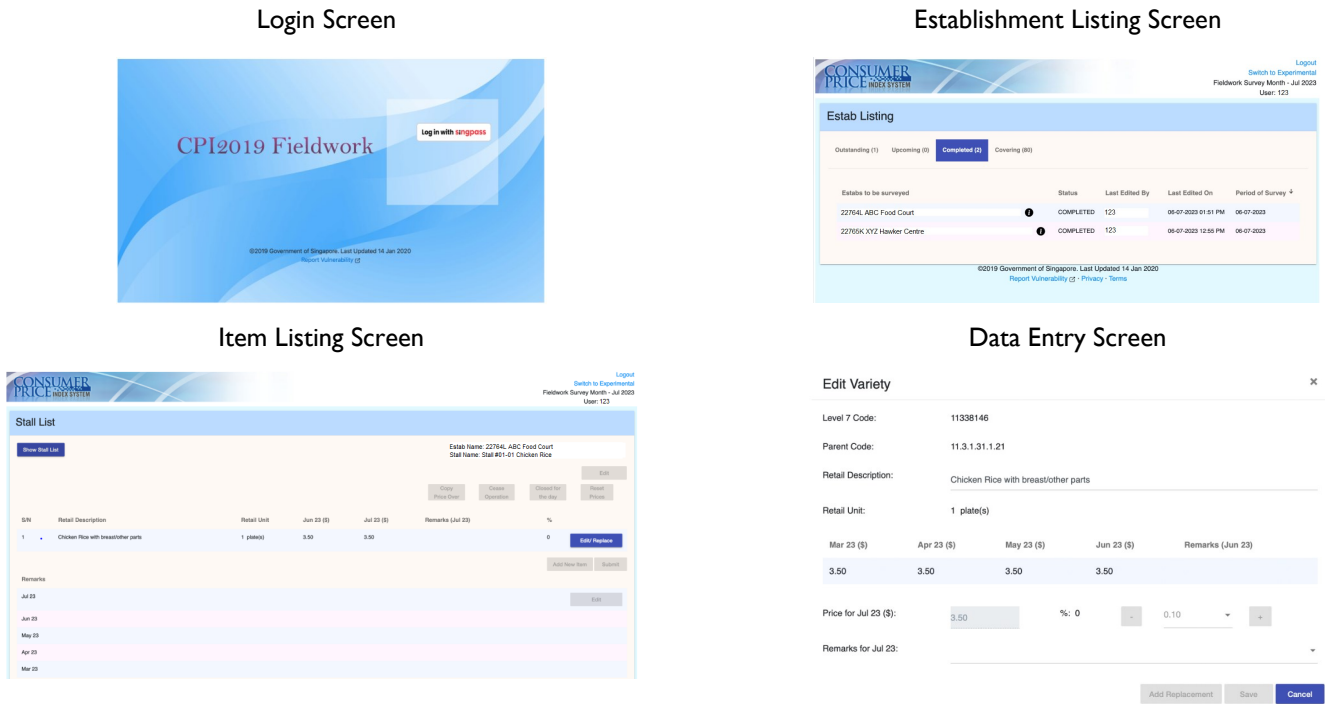 Login Screen
CPI2019 Fieldwork
Log in with singpass
©2019 Government of Singapore. Last Updated 14 Jan 2020
Report Vulnerability
Establishment Listing Screen
CONSUMER
PRICE INDEX SYSTEM
Logout
Switch to Experimental
Fieldwork Survey Month - Jul 2023
User: 123
Estab Listing
Outstanding (1) Upcoming (0) Completed (2) Covering (80)
Estabs to be surveyed Status Last Edited By Last Edited On Period of Survey
22764L ABC Food Court COMPLETED 123 06-07-2023 01:51 PM 06-07-2023
22765K XYZ Hawker Centre COMPLETED 123 06-07-2023 12:55 PM 06-07-2023
©2019 Government of Singapore. Last Updated 14 Jan 2020
Report Vulnerability · Privacy · Terms
Item Listing Screen
CONSUMER
PRICE INDEX SYSTEM
Logout
Switch to Experimental
Fieldwork Survey Month - Jul 2023
User: 123
Stall List
Show Stall List
Estab Name: 22764L ABC Food Court
Stall Name: Stall #01-01 Chicken Rice
Edit
Copy Price Over Cease Operation Closed for the day Reset Prices
S/N Retail Description Retail Unit Jun 23 ($) Jul 23 ($) Remarks (Jul 23) %
1 Chicken Rice with breast/other parts 1 plate(s) 3.50 3.50 0 Edit/ Replace
Add New Item Submit
Remarks
Jul 23 Edit
Jun 23
May 23
Apr 23
Mar 23
Data Entry Screen
Edit Variety ×
Level 7 Code: 11338146
Parent Code: 11.3.1.31.1.21
Retail Description: Chicken Rice with breast/other parts
Retail Unit: 1 plate(s)
Mar 23 ($) Apr 23 ($) May 23 ($) Jun 23 ($) Remarks (Jun 23)
3.50 3.50 3.50 3.50
Price for Jul 23 ($): 3.50 %: 0 - 0.10 +
Remarks for Jul 23:
Add Replacement Save Cancel